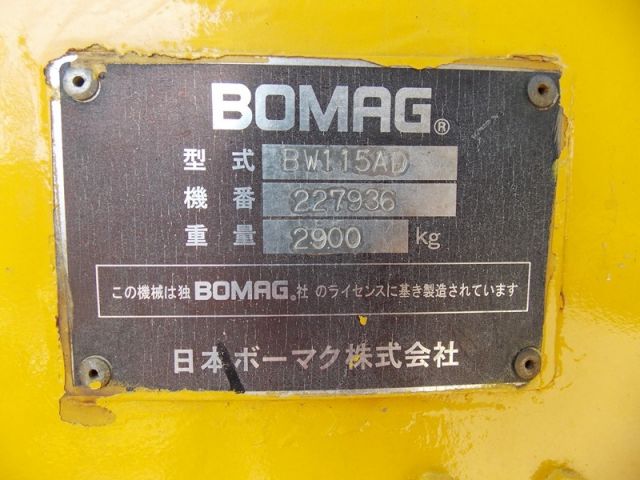 BOMAG®
型式 BW115AD
機番 227936
重量 2900 kg
この機械は独BOMAG®社 のライセンスに基き製造されています
日本ボーマク株式会社